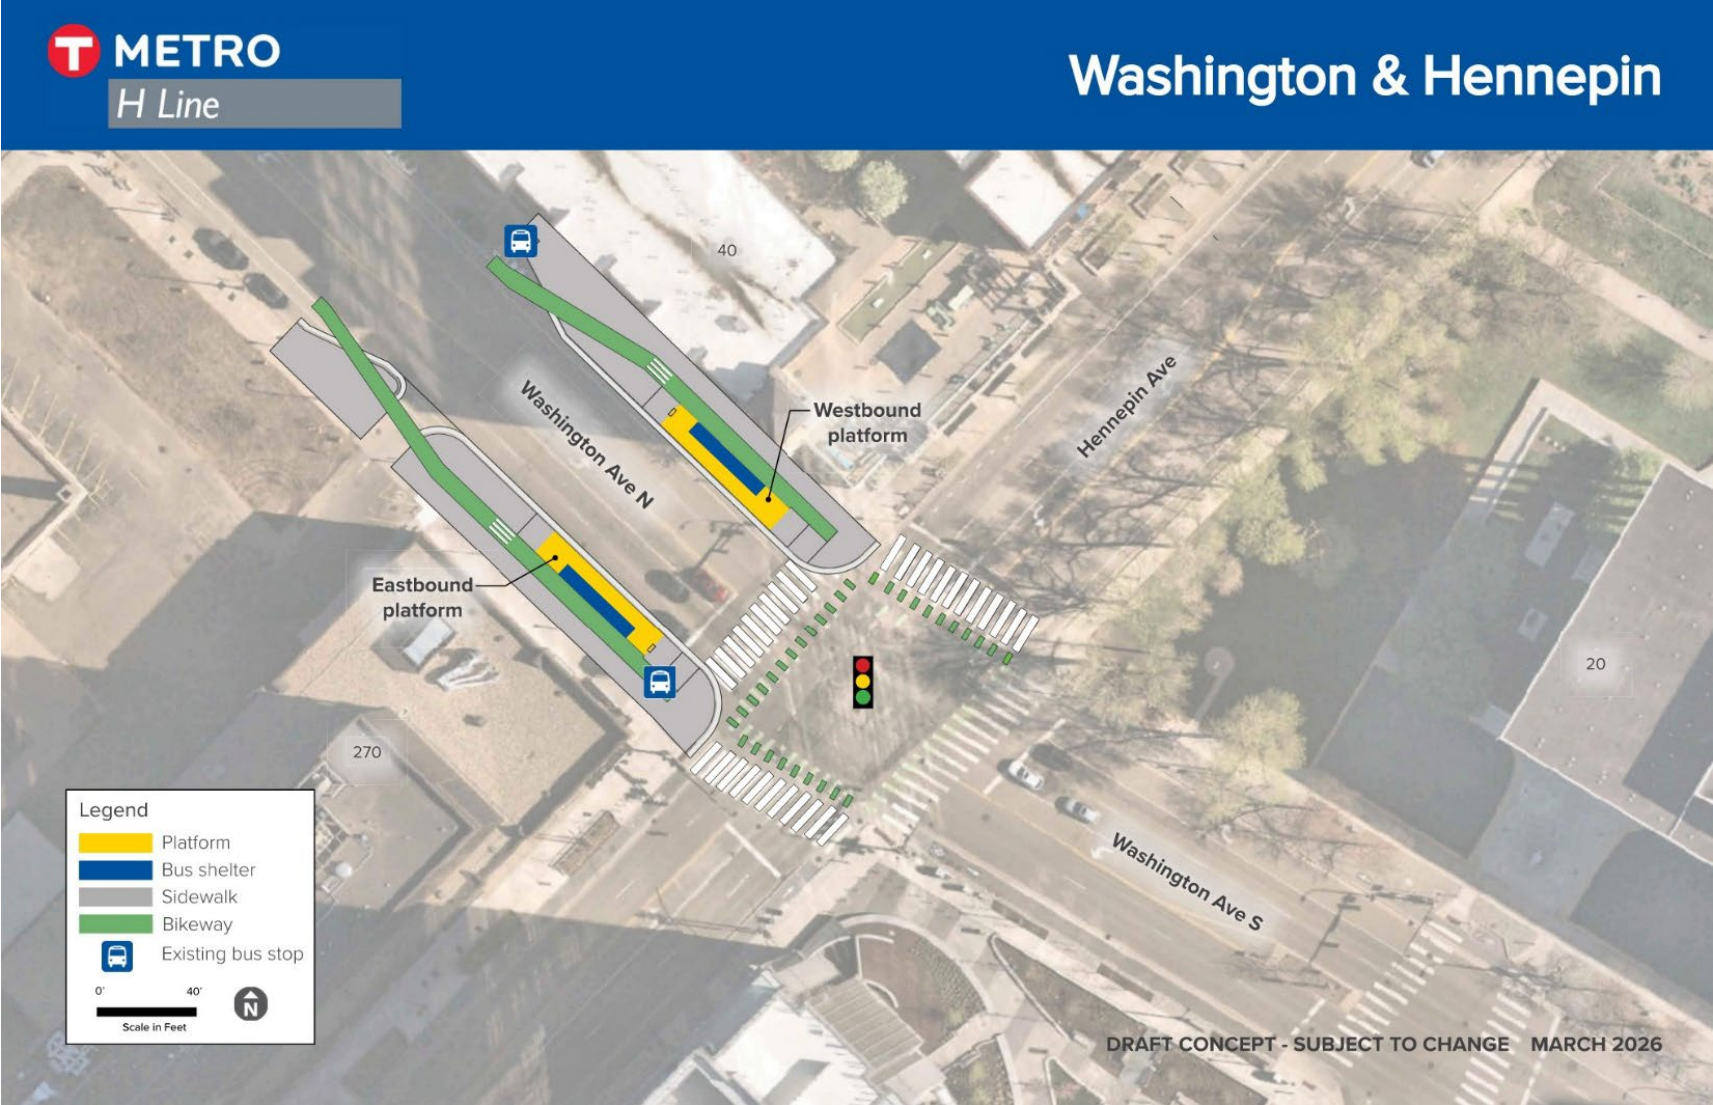 T METRO
H Line
Washington & Hennepin
40
Hennepin Ave
Westbound
platform
Washington Ave N
Eastbound
platform
20
270
Washington Ave S
Legend
Platform
Bus shelter
Sidewalk
Bikeway
Existing bus stop
0' 40'
Scale in Feet
N
DRAFT CONCEPT - SUBJECT TO CHANGE MARCH 2026